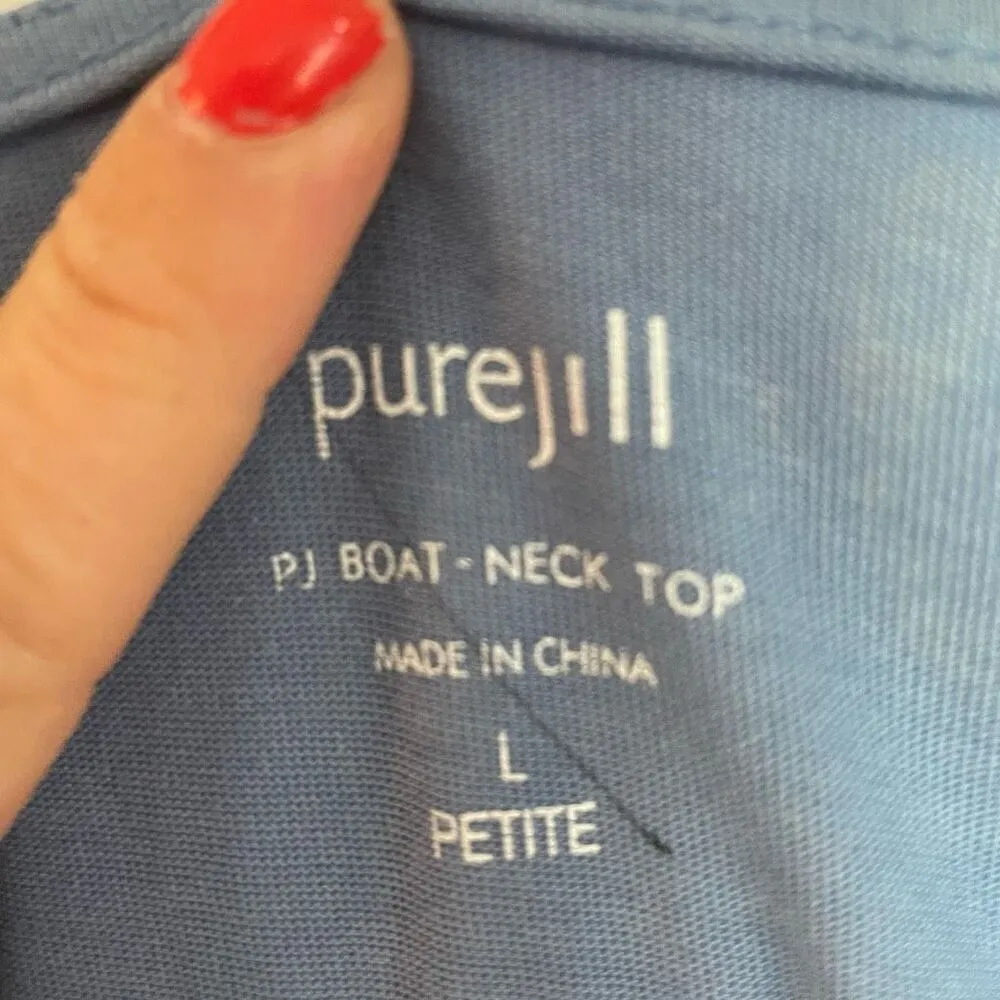 purejill
PJ BOAT-NECK TOP
MADE IN CHINA
L
PETITE